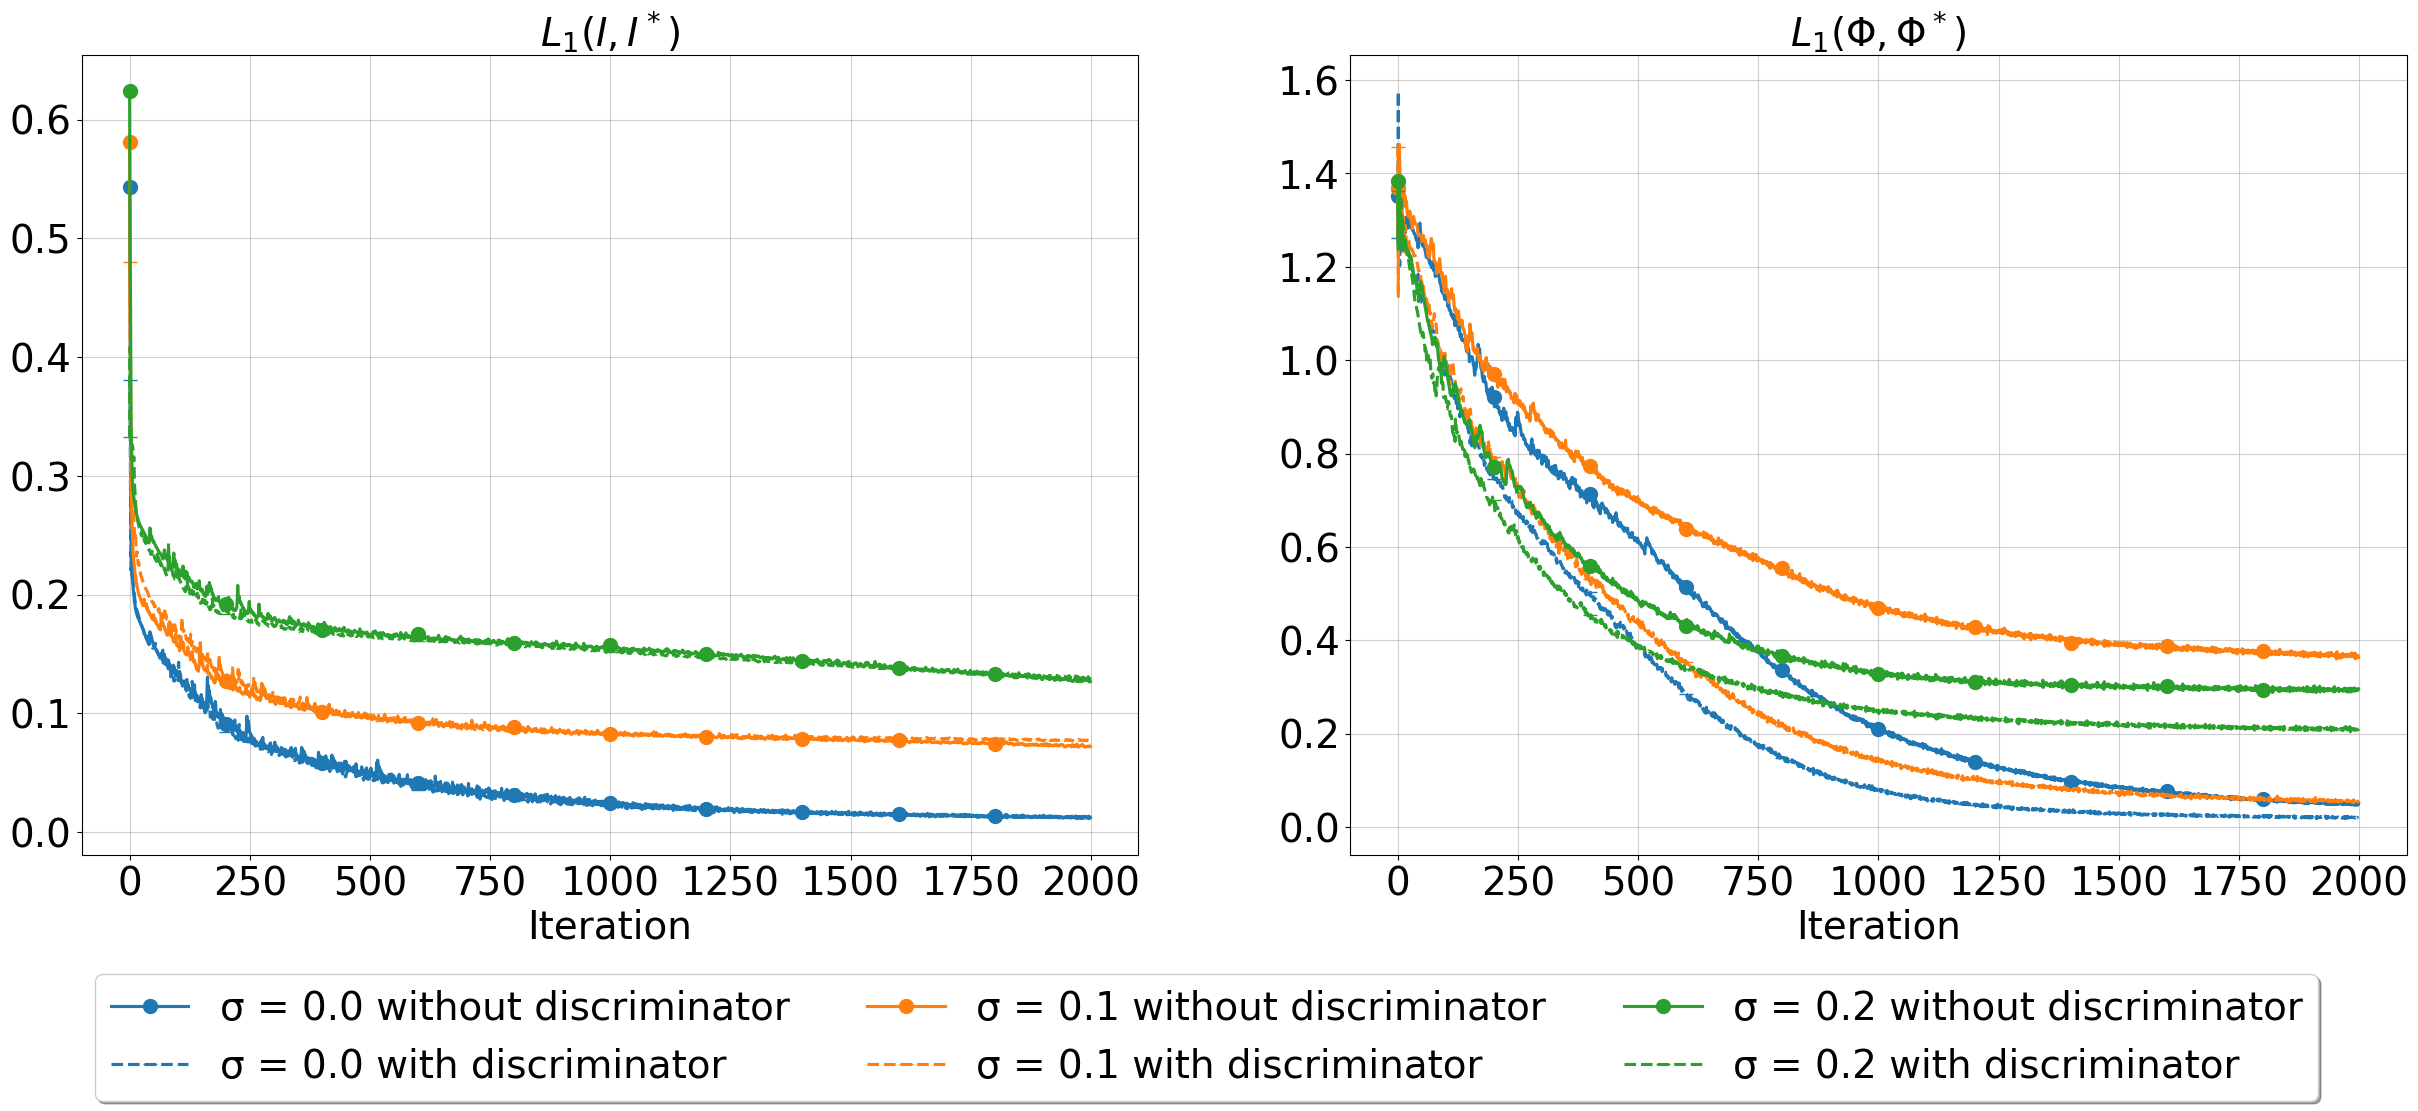 L₁(I, I*)
0.6
0.5
0.4
0.3
0.2
0.1
0.0
0 250 500 750 1000 1250 1500 1750 2000
Iteration
L₁(Φ, Φ*)
1.6
1.4
1.2
1.0
0.8
0.6
0.4
0.2
0.0
0 250 500 750 1000 1250 1500 1750 2000
Iteration
σ = 0.0 without discriminator
σ = 0.0 with discriminator
σ = 0.1 without discriminator
σ = 0.1 with discriminator
σ = 0.2 without discriminator
σ = 0.2 with discriminator